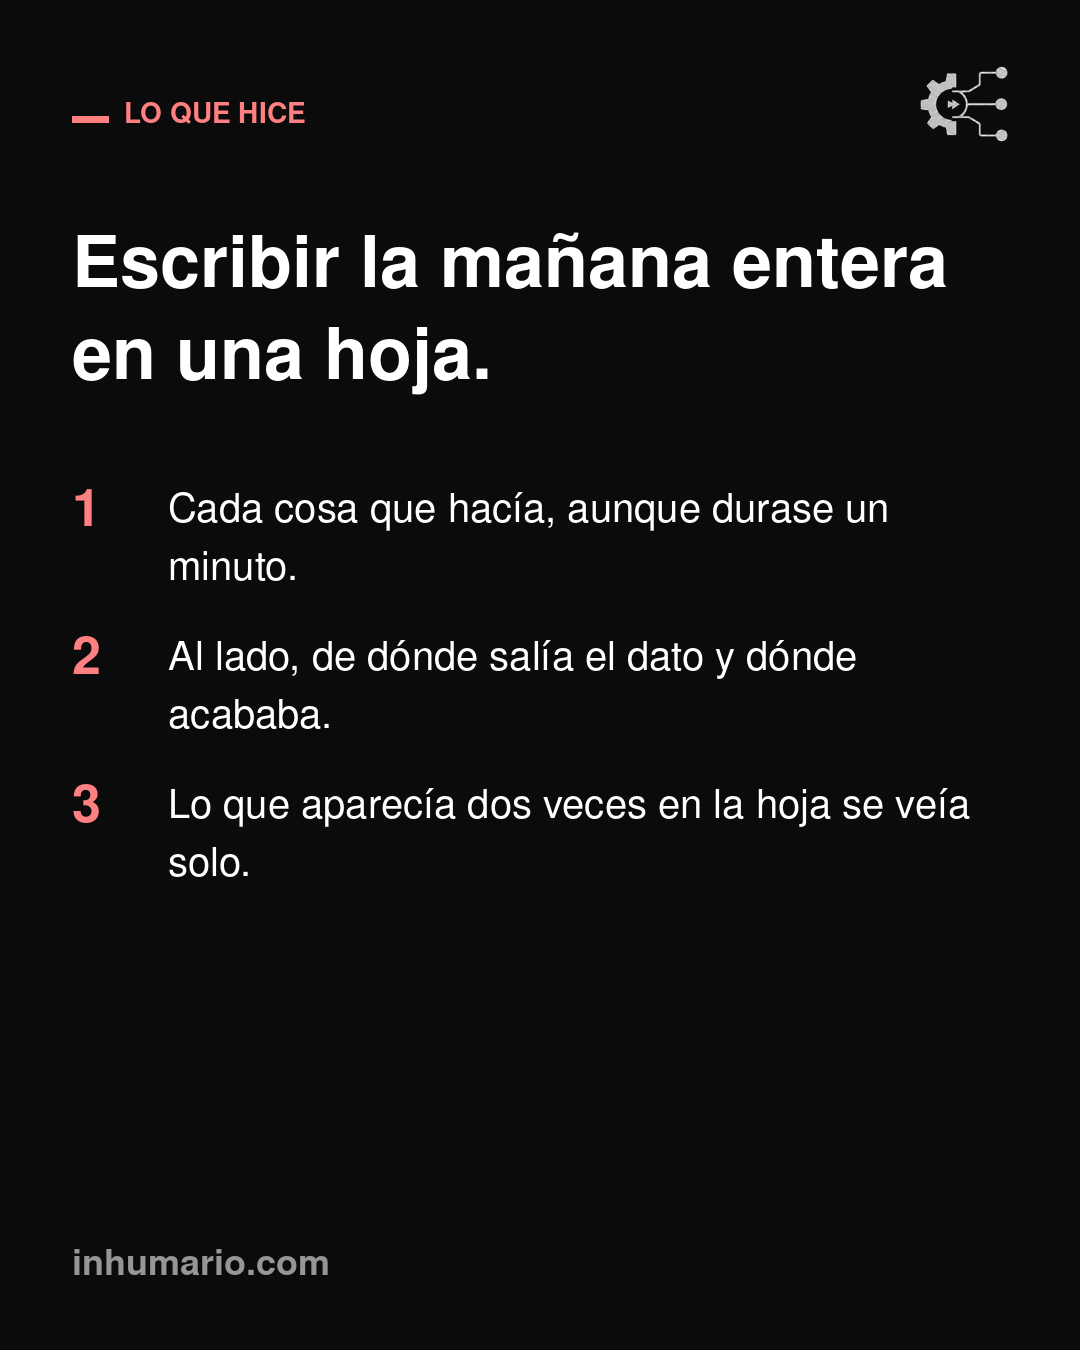 LO QUE HICE
Escribir la mañana entera
en una hoja.
1 Cada cosa que hacía, aunque durase un
minuto.
2 Al lado, de dónde salía el dato y dónde
acababa.
3 Lo que aparecía dos veces en la hoja se veía
solo.
inhumario.com